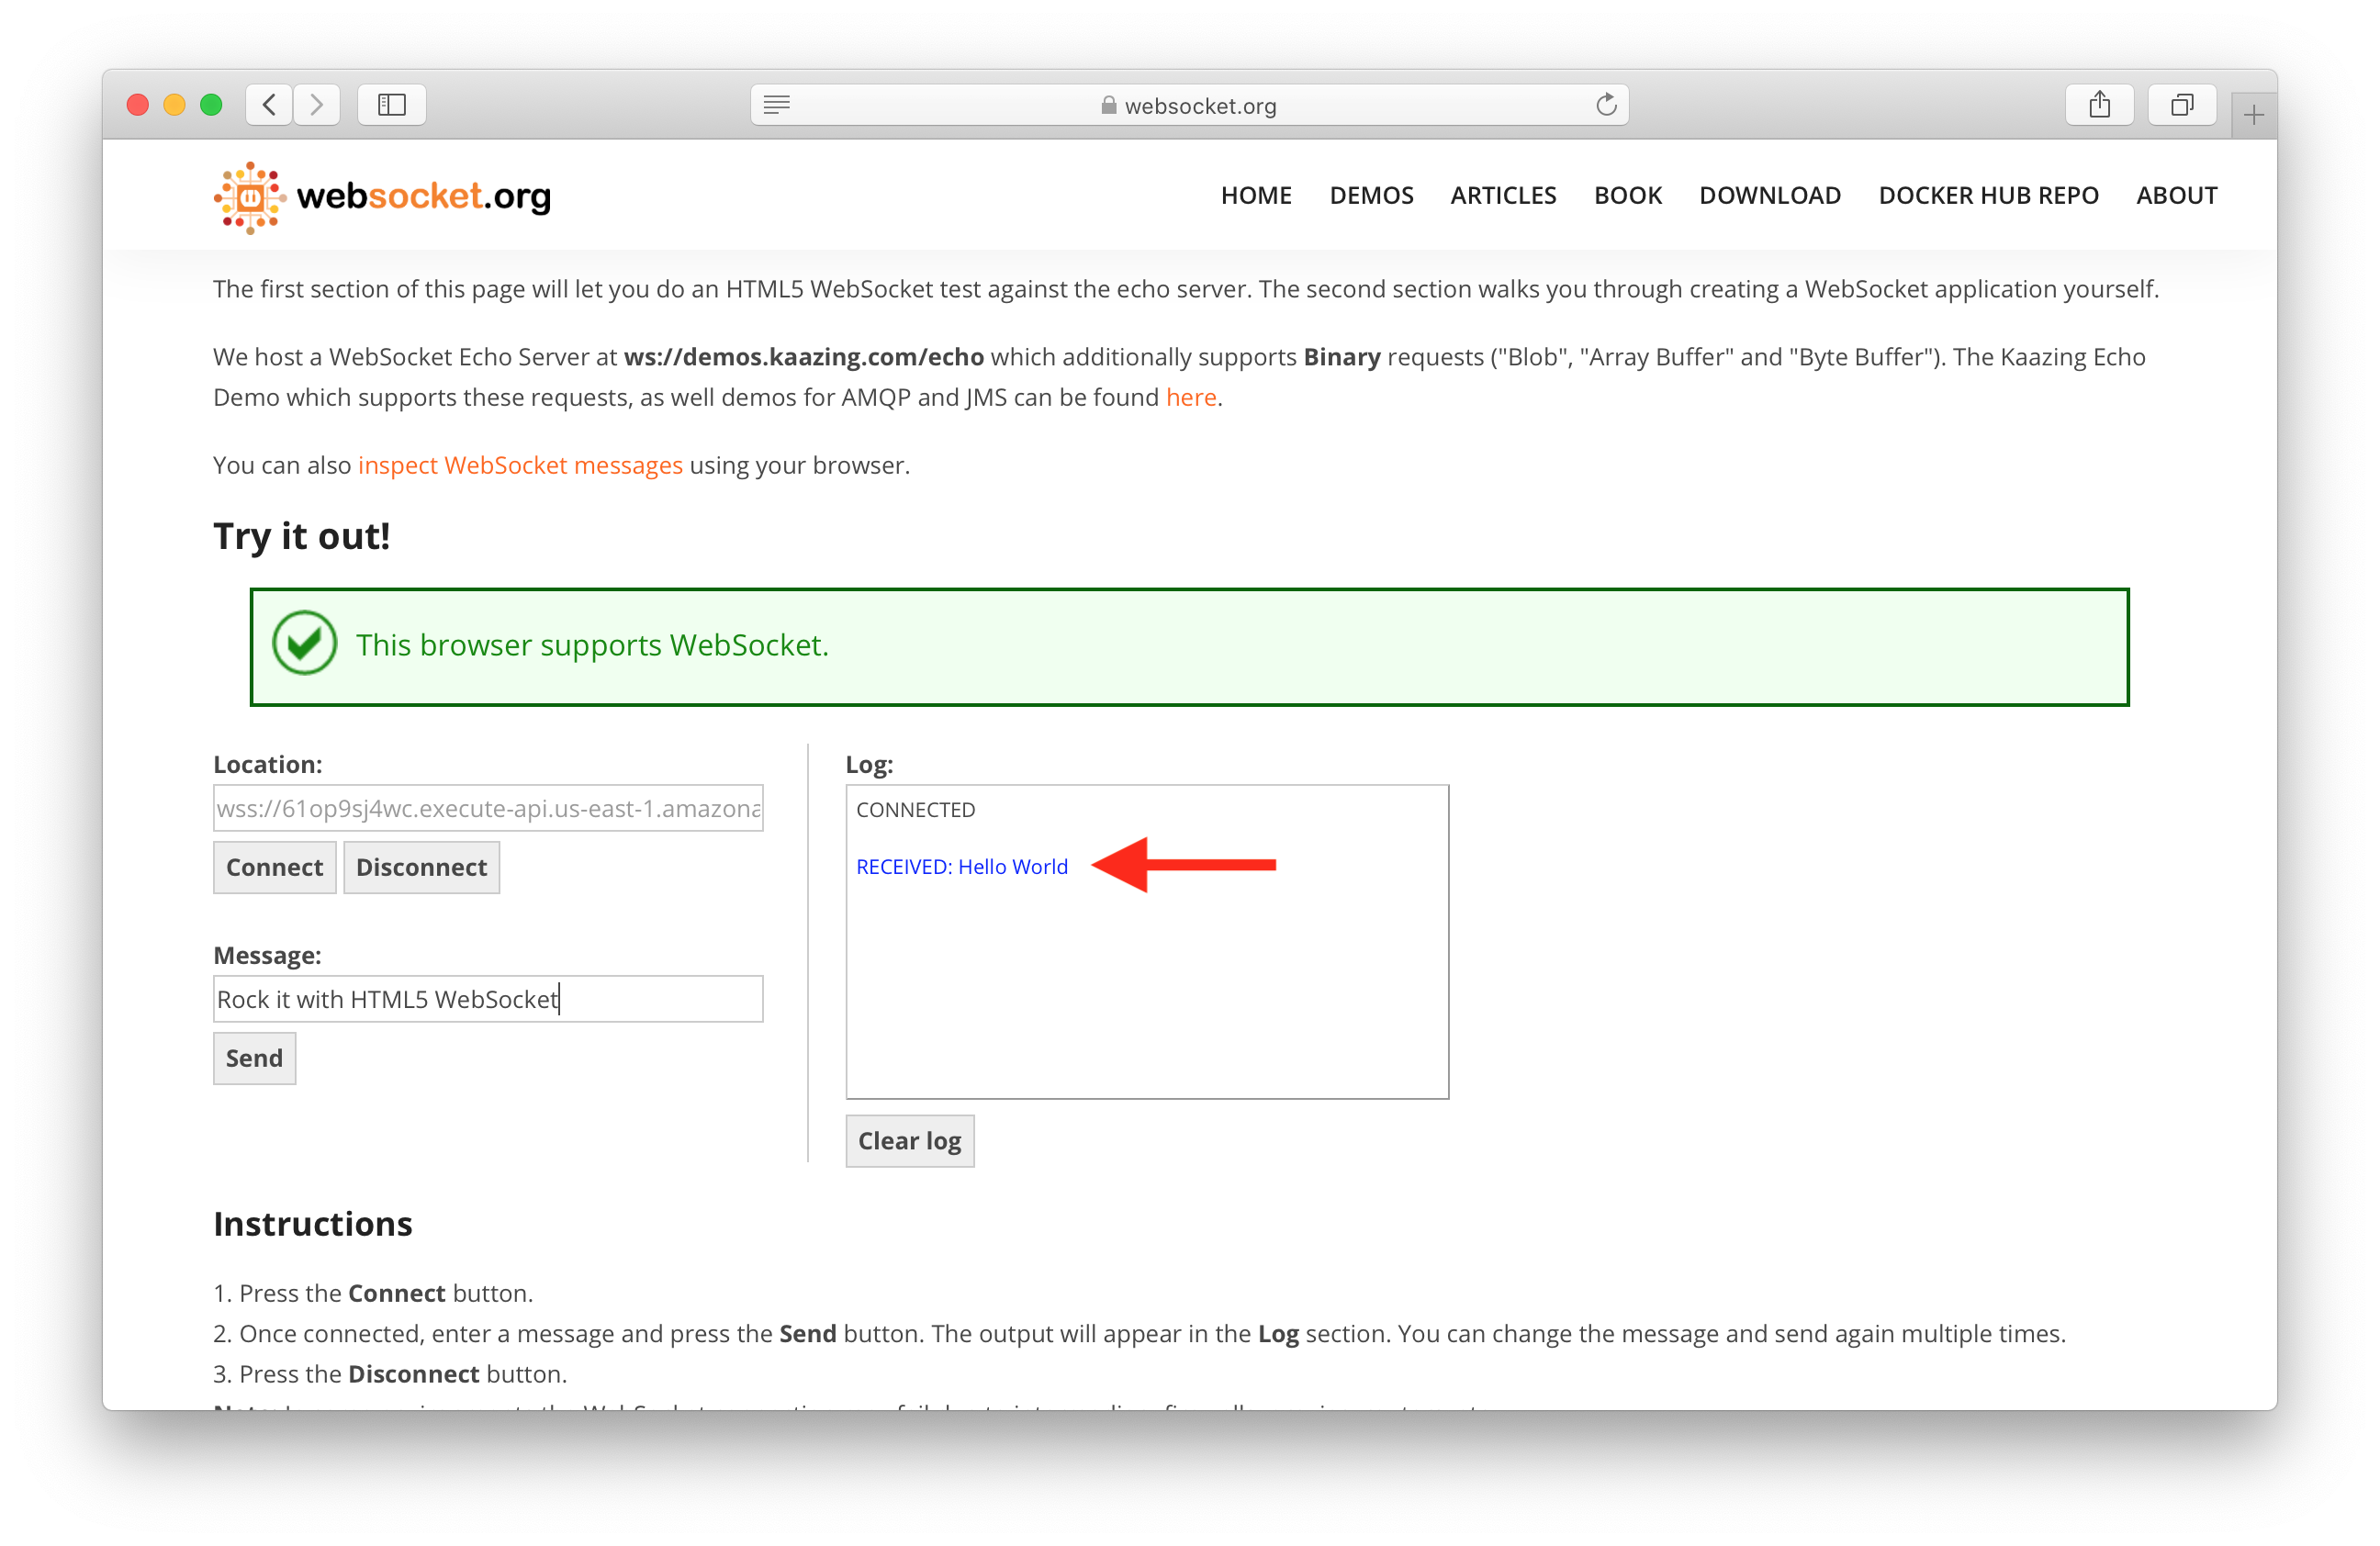 websocket.org
websocket.org
HOME DEMOS ARTICLES BOOK DOWNLOAD DOCKER HUB REPO ABOUT
The first section of this page will let you do an HTML5 WebSocket test against the echo server. The second section walks you through creating a WebSocket application yourself.
We host a WebSocket Echo Server at ws://demos.kaazing.com/echo which additionally supports Binary requests ("Blob", "Array Buffer" and "Byte Buffer"). The Kaazing Echo
Demo which supports these requests, as well demos for AMQP and JMS can be found here.
You can also inspect WebSocket messages using your browser.
Try it out!
This browser supports WebSocket.
Location:
wss://61op9sj4wc.execute-api.us-east-1.amazona
Connect Disconnect
Message:
Rock it with HTML5 WebSocket
Send
Log:
CONNECTED
RECEIVED: Hello World
Clear log
Instructions
1. Press the Connect button.
2. Once connected, enter a message and press the Send button. The output will appear in the Log section. You can change the message and send again multiple times.
3. Press the Disconnect button.